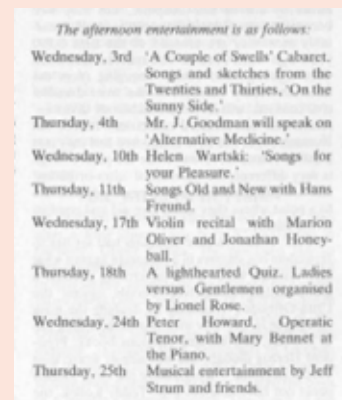 The afternoon entertainment is as follows:
Wednesday, 3rd 'A Couple of Swells' Cabaret.
Songs and sketches from the
Twenties and Thirties, 'On the
Sunny Side.'
Thursday, 4th Mr. J. Goodman will speak on
'Alternative Medicine.'
Wednesday, 10th Helen Wartski: 'Songs for
your Pleasure.'
Thursday, 11th Songs Old and New with Hans
Freund.
Wednesday, 17th Violin recital with Marion
Oliver and Jonathan Honey-
ball.
Thursday, 18th A lighthearted Quiz. Ladies
versus Gentlemen organised
by Lionel Rose.
Wednesday, 24th Peter Howard, Operatic
Tenor, with Mary Bennet at
the Piano.
Thursday, 25th Musical entertainment by Jeff
Strum and friends.